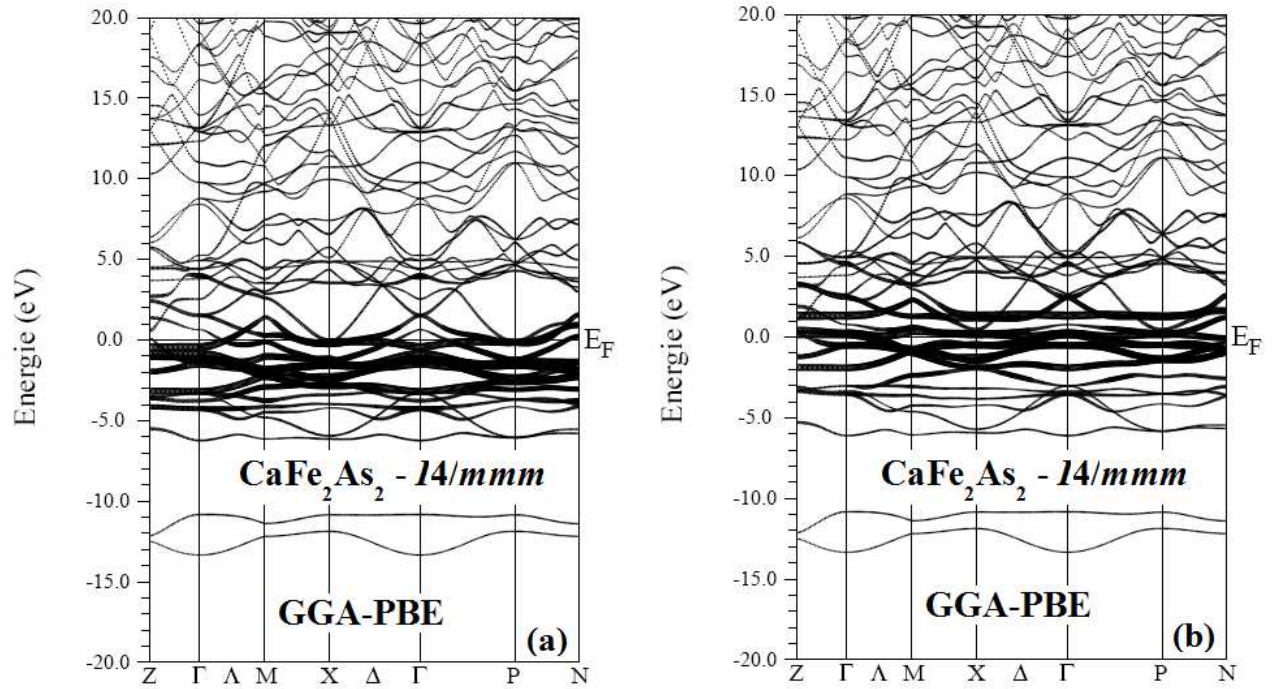 20.0
15.0
10.0
5.0
0.0
-5.0
-10.0
-15.0
-20.0
Energie (eV)
E_F
CaFe₂As₂ - I4/mmm
GGA-PBE
(a)
Z Γ Λ M X Δ Γ P N
20.0
15.0
10.0
5.0
0.0
-5.0
-10.0
-15.0
-20.0
Energie (eV)
E_F
CaFe₂As₂ - I4/mmm
GGA-PBE
(b)
Z Γ Λ M X Δ Γ P N